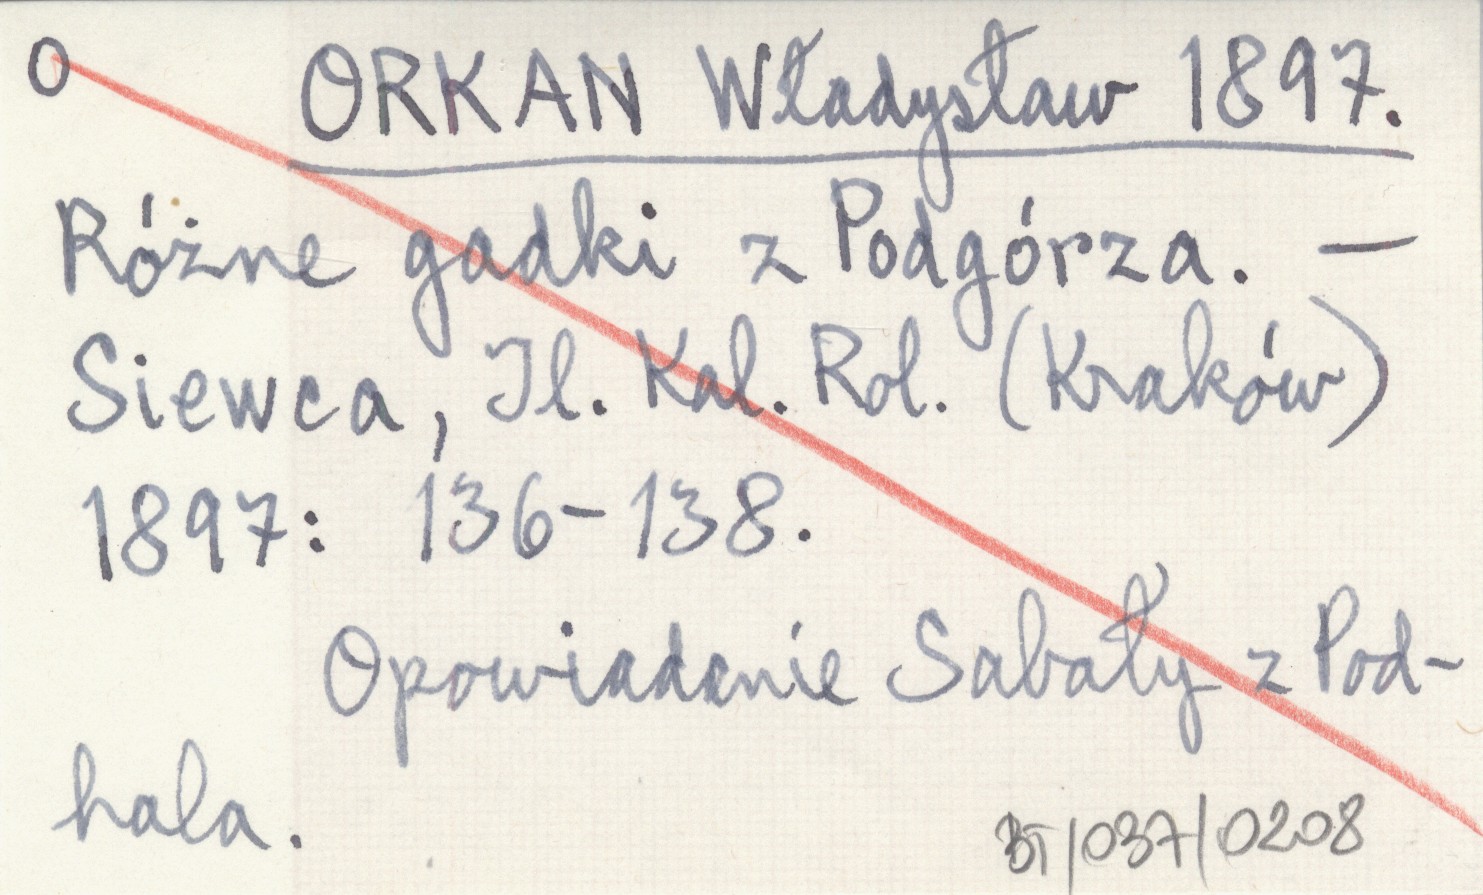 O ORKAN Władysław 1897.
Różne gadki z Podgórza. —
Siewca, Il. Kal. Rol. (Kraków)
1897: 136-138.
Opowiadanie Sabały z Pod-
hala.
BT/037/0208